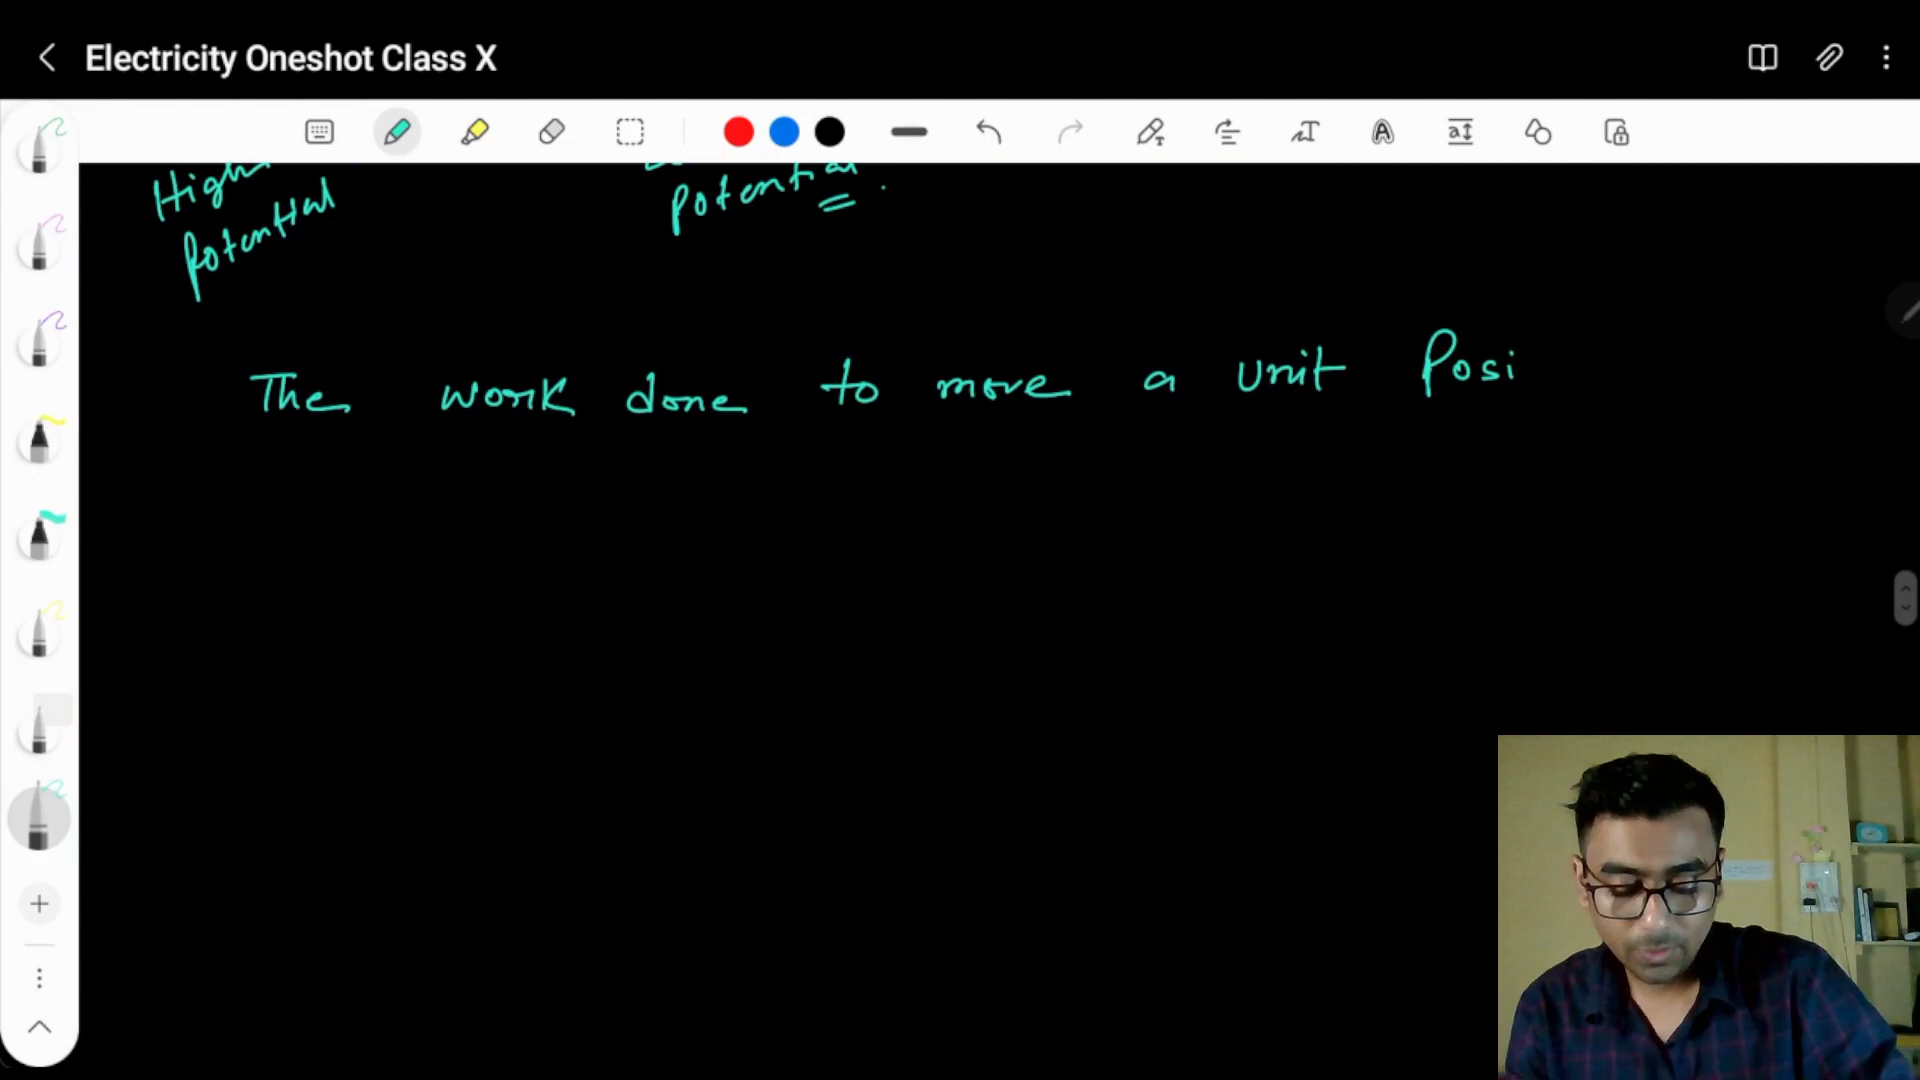 Electricity Oneshot Class X
High
Potential
Potential
The work done to move a unit Posi